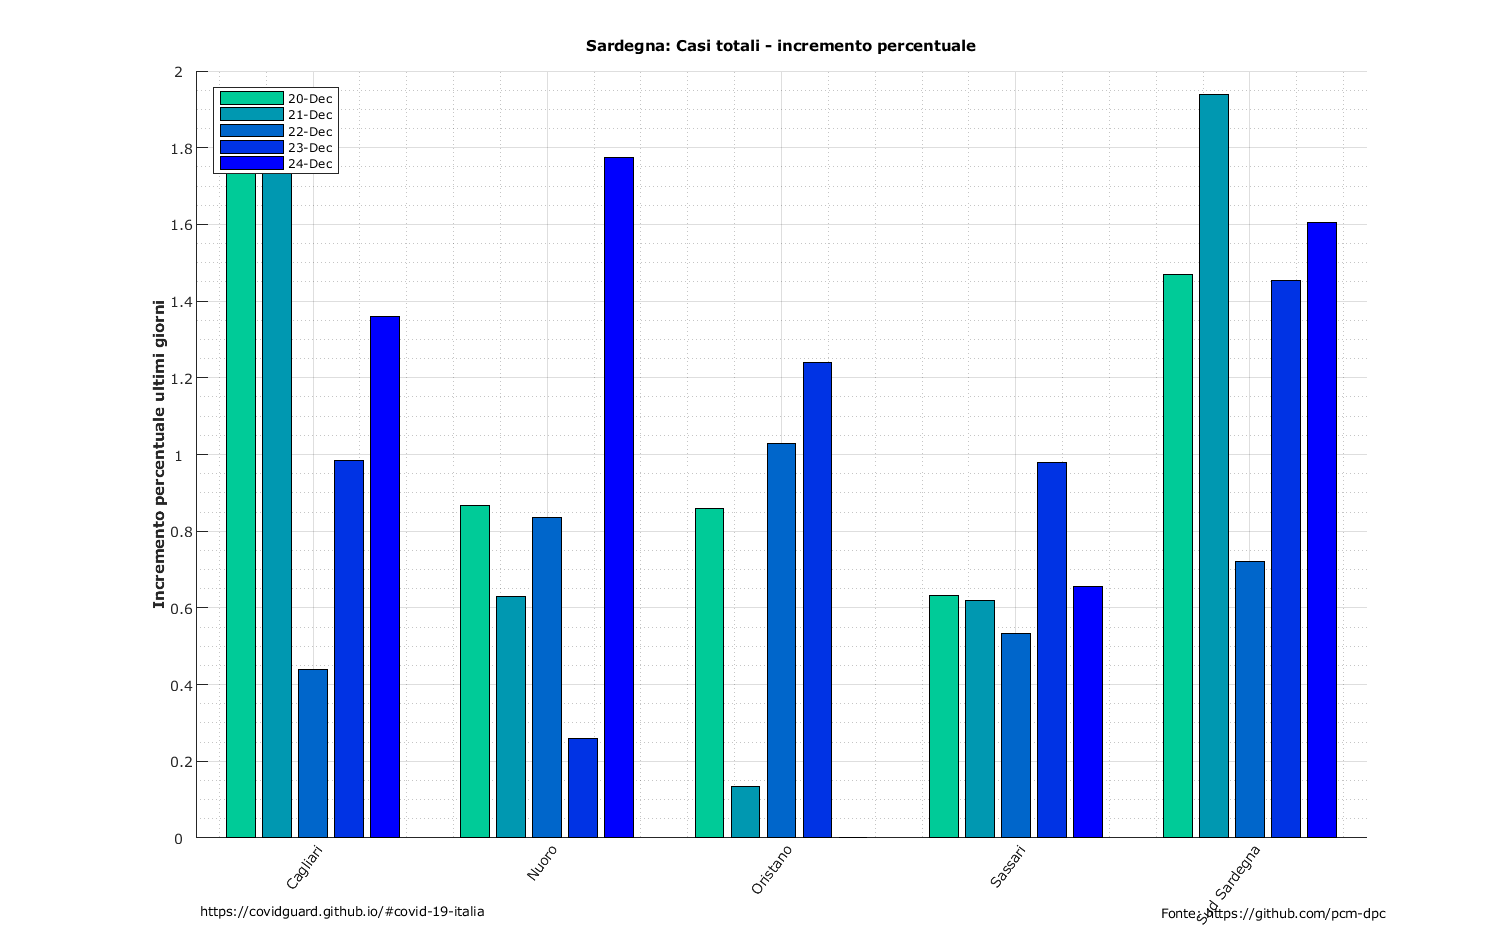 Sardegna: Casi totali - incremento percentuale
Incremento percentuale ultimi giorni
2
1.8
1.6
1.4
1.2
1
0.8
0.6
0.4
0.2
0
20-Dec
21-Dec
22-Dec
23-Dec
24-Dec
Cagliari
Nuoro
Oristano
Sassari
Sud Sardegna
https://covidguard.github.io/#covid-19-italia
Fonte: https://github.com/pcm-dpc